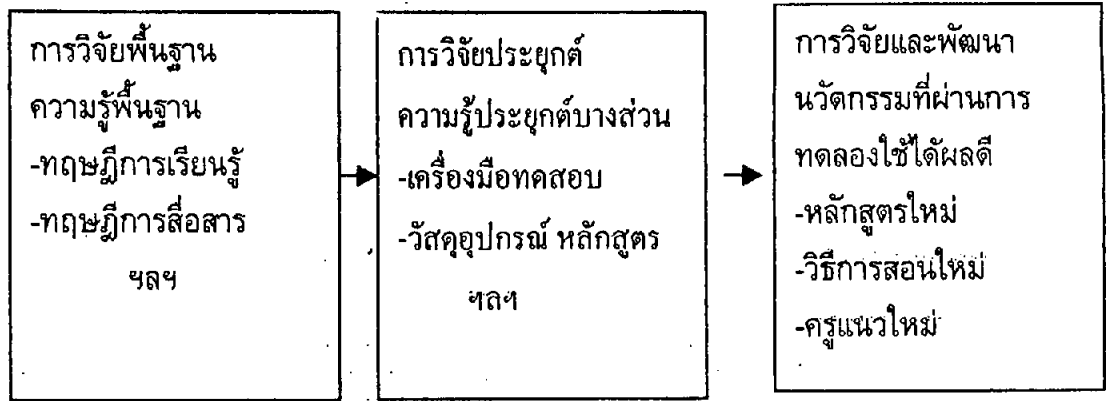 การวิจัยพื้นฐาน
ความรู้พื้นฐาน
-ทฤษฎีการเรียนรู้
-ทฤษฎีการสื่อสาร
ฯลฯ
การวิจัยประยุกต์
ความรู้ประยุกต์บางส่วน
-เครื่องมือทดสอบ
-วัสดุอุปกรณ์ หลักสูตร
ฯลฯ
การวิจัยและพัฒนา
นวัตกรรมที่ผ่านการ
ทดลองใช้ได้ผลดี
-หลักสูตรใหม่
-วิธีการสอนใหม่
-ครูแนวใหม่